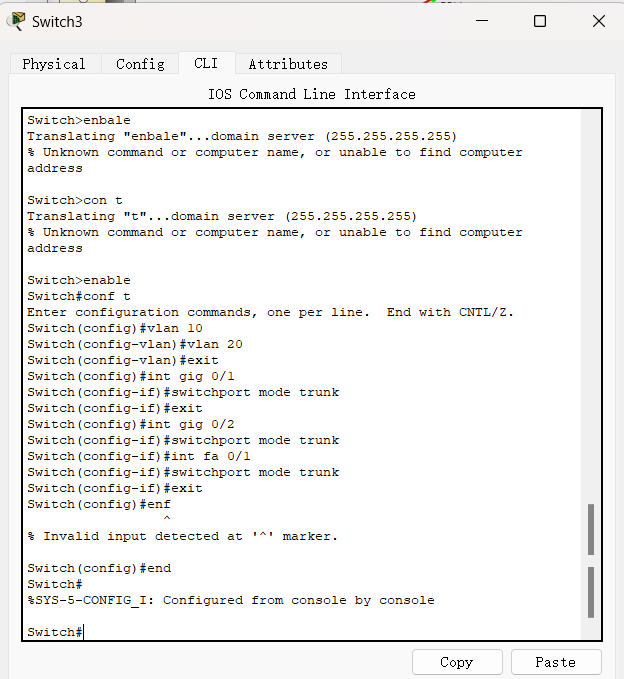 Switch3
Physical Config CLI Attributes
IOS Command Line Interface
Switch>enbale
Translating "enbale"...domain server (255.255.255.255)
% Unknown command or computer name, or unable to find computer
address
Switch>con t
Translating "t"...domain server (255.255.255.255)
% Unknown command or computer name, or unable to find computer
address
Switch>enable
Switch#conf t
Enter configuration commands, one per line.  End with CNTL/Z.
Switch(config)#vlan 10
Switch(config-vlan)#vlan 20
Switch(config-vlan)#exit
Switch(config)#int gig 0/1
Switch(config-if)#switchport mode trunk
Switch(config-if)#exit
Switch(config)#int gig 0/2
Switch(config-if)#switchport mode trunk
Switch(config-if)#int fa 0/1
Switch(config-if)#switchport mode trunk
Switch(config-if)#exit
Switch(config)#enf
^
% Invalid input detected at '^' marker.
Switch(config)#end
Switch#
%SYS-5-CONFIG_I: Configured from console by console
Switch#
Copy Paste